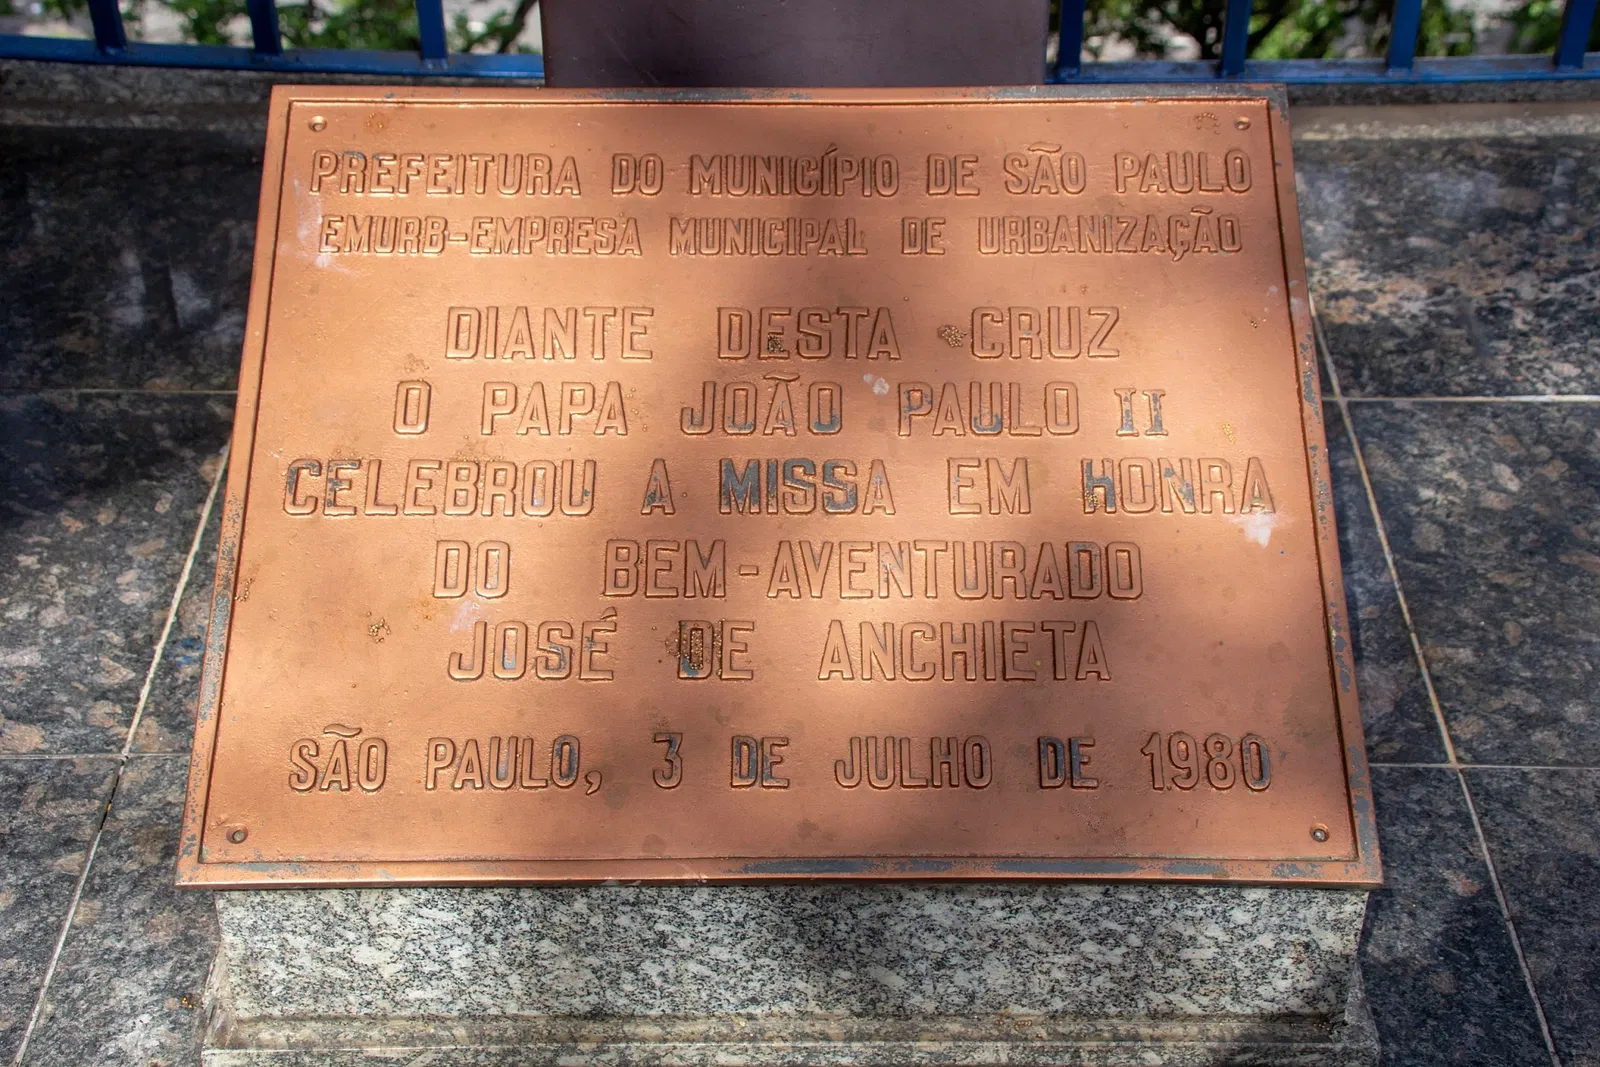 PREFEITURA DO MUNICÍPIO DE SÃO PAULO
EMURB-EMPRESA MUNICIPAL DE URBANIZAÇÃO
DIANTE DESTA CRUZ
O PAPA JOÃO PAULO II
CELEBROU A MISSA EM HONRA
DO BEM-AVENTURADO
JOSÉ DE ANCHIETA
SÃO PAULO, 3 DE JULHO DE 1980